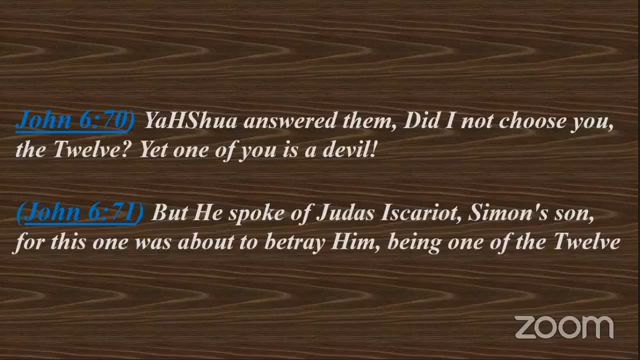 John 6:70) YaHShua answered them, Did I not choose you,
the Twelve? Yet one of you is a devil!
(John 6:71) But He spoke of Judas Iscariot, Simon's son,
for this one was about to betray Him, being one of the Twelve
zoom